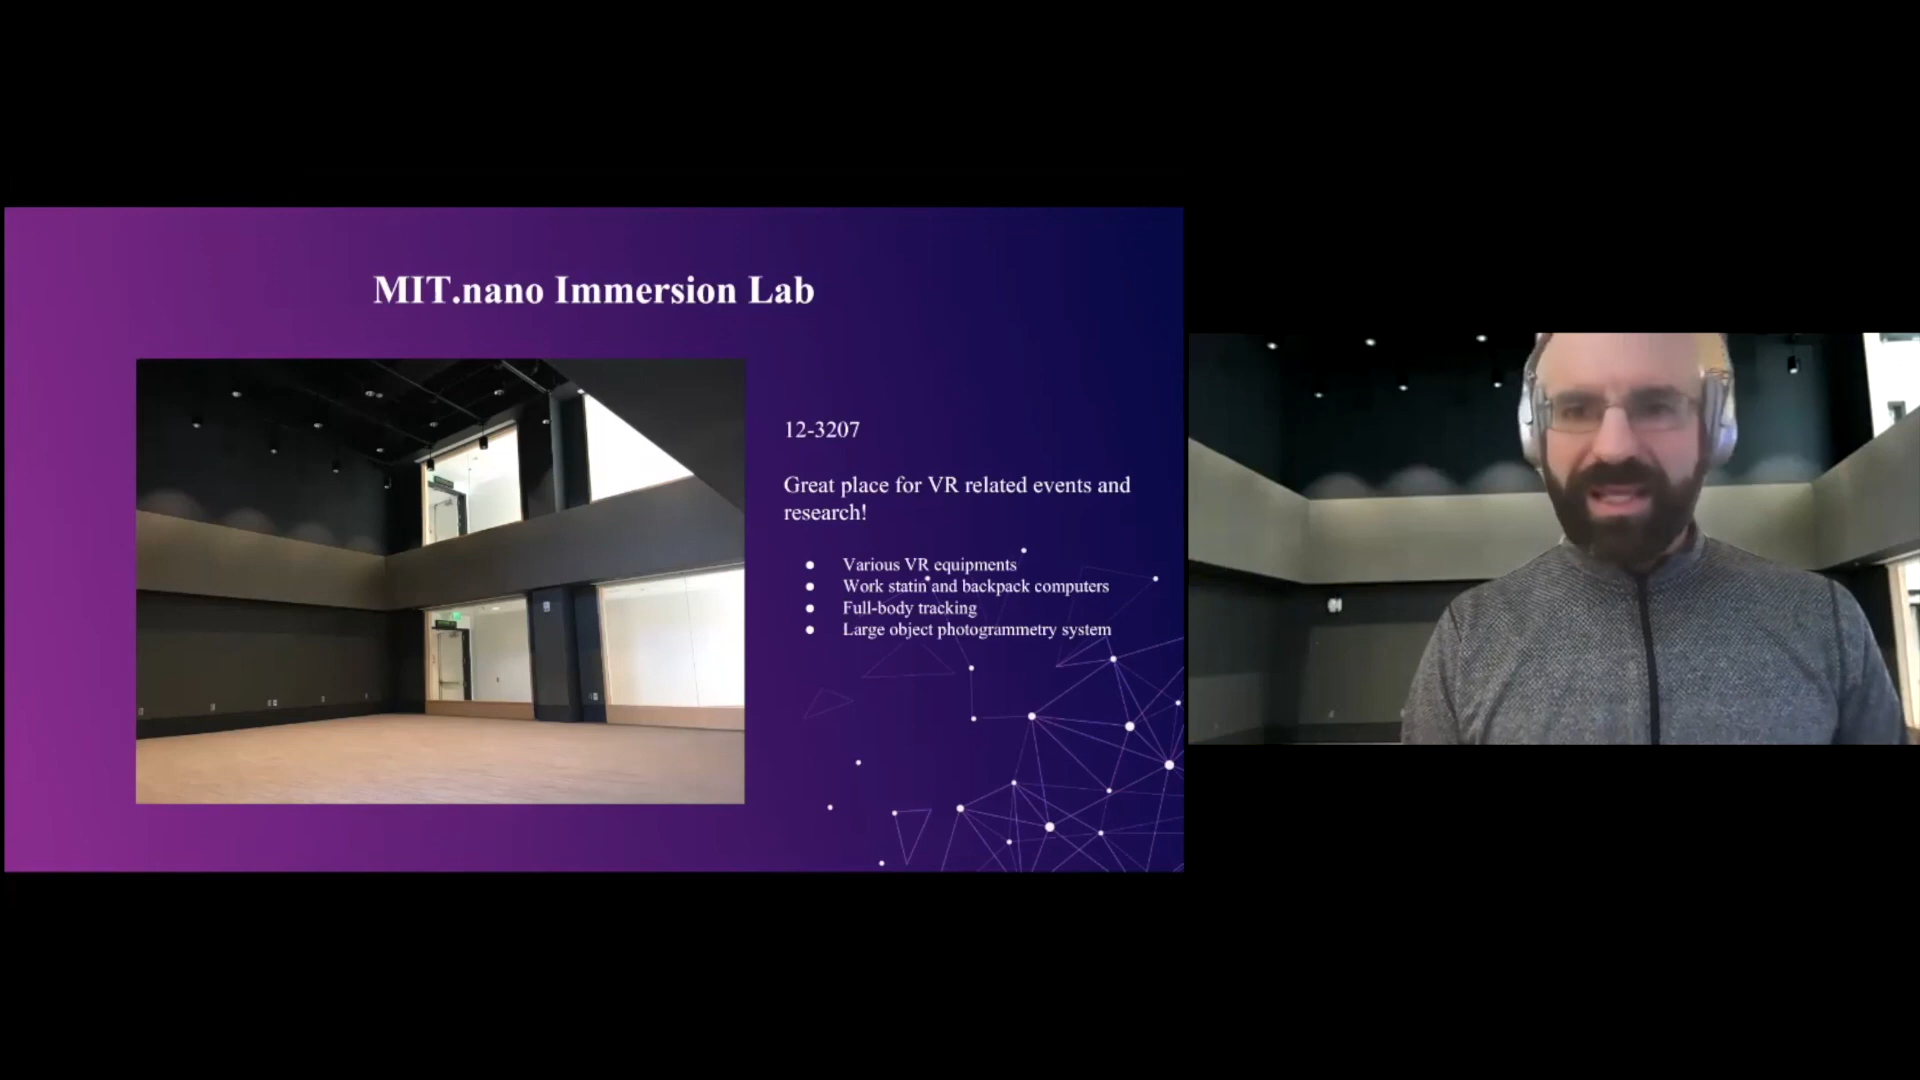 MIT.nano Immersion Lab
12-3207
Great place for VR related events and
research!
● Various VR equipments
● Work statin and backpack computers
● Full-body tracking
● Large object photogrammetry system